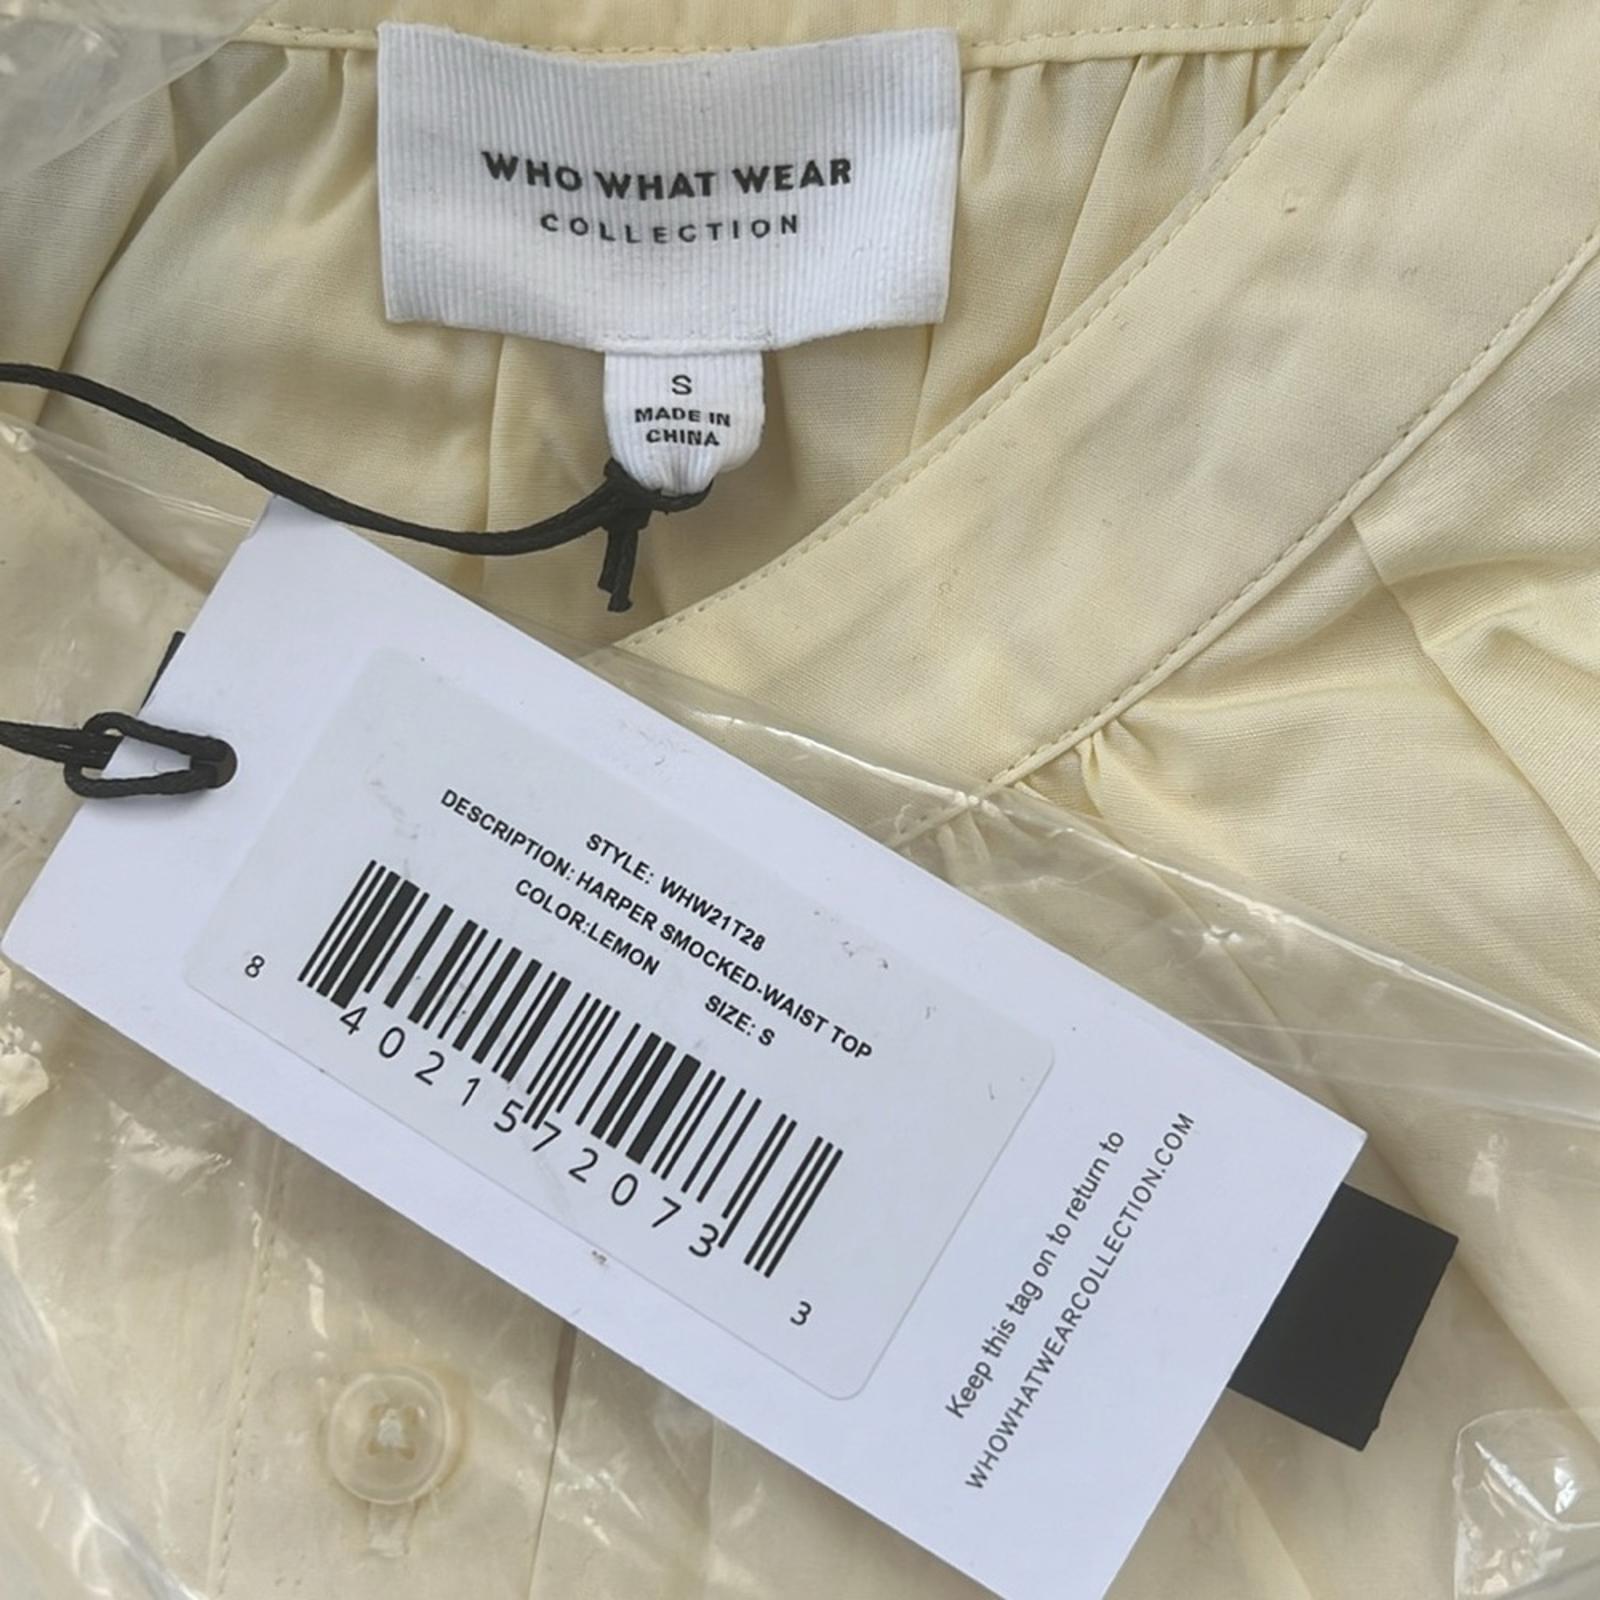 WHO WHAT WEAR
COLLECTION
S
MADE IN
CHINA
STYLE: WHW21T28
DESCRIPTION: HARPER SMOCKED-WAIST TOP
COLOR:LEMON SIZE: S
8 40215 72073 3
Keep this tag on to return to
WHOWHATWEARCOLLECTION.COM